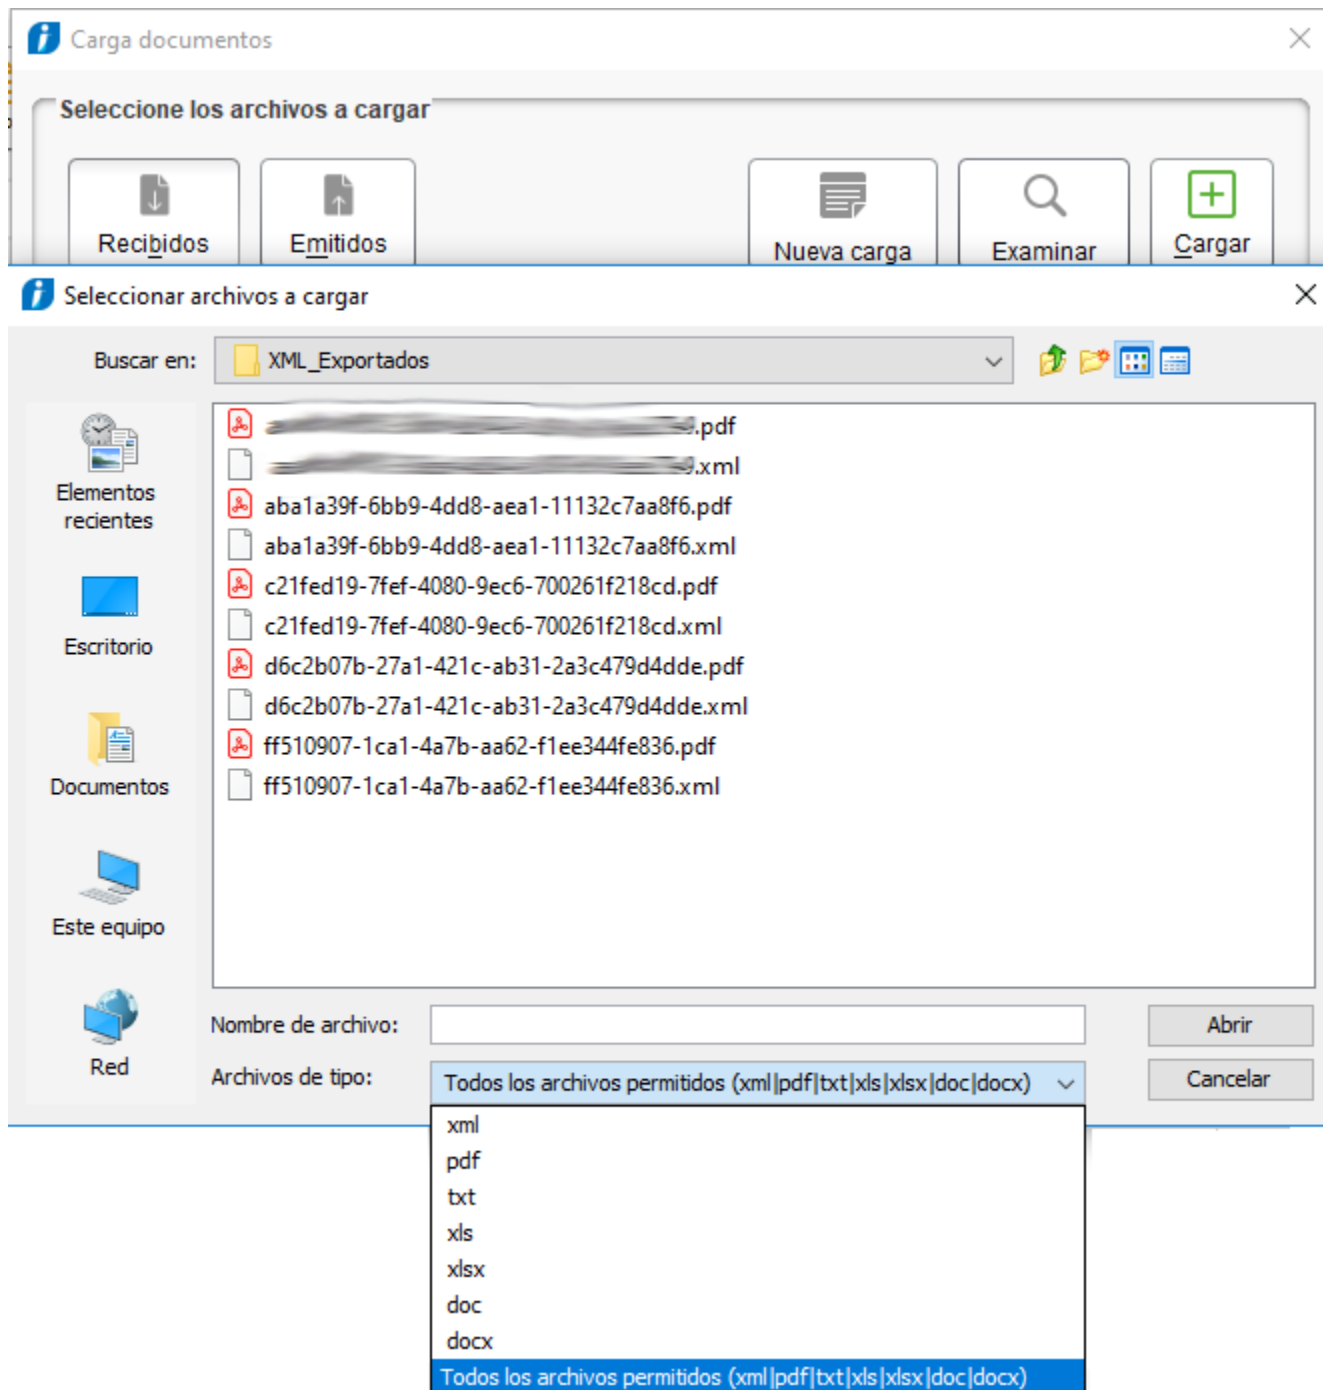 Carga documentos
Seleccione los archivos a cargar
Recibidos
Emitidos
Nueva carga
Examinar
Cargar
Seleccionar archivos a cargar
Buscar en:
XML_Exportados
.pdf
.xml
aba1a39f-6bb9-4dd8-aea1-11132c7aa8f6.pdf
aba1a39f-6bb9-4dd8-aea1-11132c7aa8f6.xml
c21fed19-7fef-4080-9ec6-700261f218cd.pdf
c21fed19-7fef-4080-9ec6-700261f218cd.xml
d6c2b07b-27a1-421c-ab31-2a3c479d4dde.pdf
d6c2b07b-27a1-421c-ab31-2a3c479d4dde.xml
ff510907-1ca1-4a7b-aa62-f1ee344fe836.pdf
ff510907-1ca1-4a7b-aa62-f1ee344fe836.xml
Elementos
recientes
Escritorio
Documentos
Este equipo
Red
Nombre de archivo:
Abrir
Archivos de tipo:
Todos los archivos permitidos (xml|pdf|txt|xls|xlsx|doc|docx)
Cancelar
xml
pdf
txt
xls
xlsx
doc
docx
Todos los archivos permitidos (xml|pdf|txt|xls|xlsx|doc|docx)